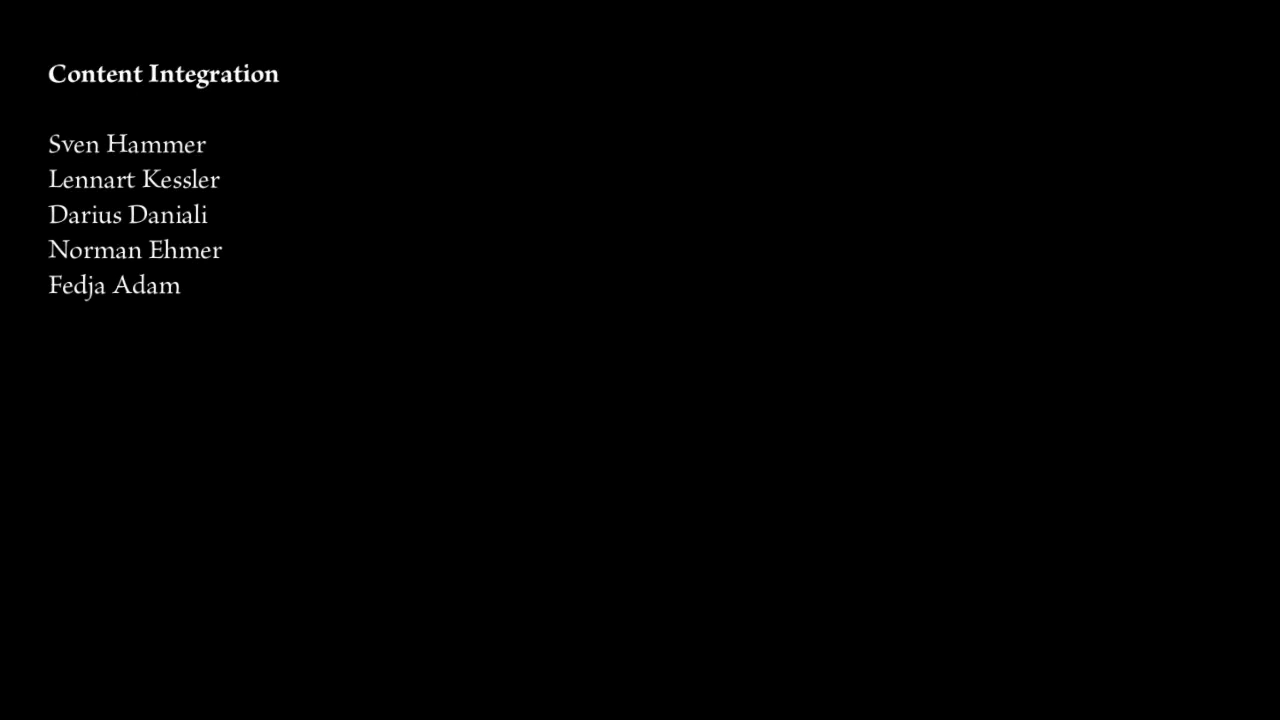 Content Integration
Sven Hammer
Lennart Kessler
Darius Daniali
Norman Ehmer
Fedja Adam